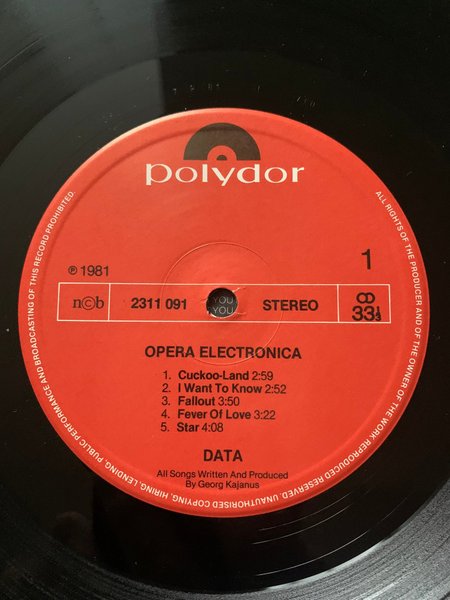 polydor
℗ 1981
1
n©b
2311 091
STEREO
33⅓
OPERA ELECTRONICA
1. Cuckoo-Land 2:59
2. I Want To Know 2:52
3. Fallout 3:50
4. Fever Of Love 3:22
5. Star 4:08
DATA
All Songs Written And Produced
By Georg Kajanus
ALL RIGHTS OF THE PRODUCER AND OF THE OWNER OF THE WORK REPRODUCED RESERVED. UNAUTHORISED COPYING, HIRING, LENDING, PUBLIC PERFORMANCE AND BROADCASTING OF THIS RECORD PROHIBITED.
YOU
YOU